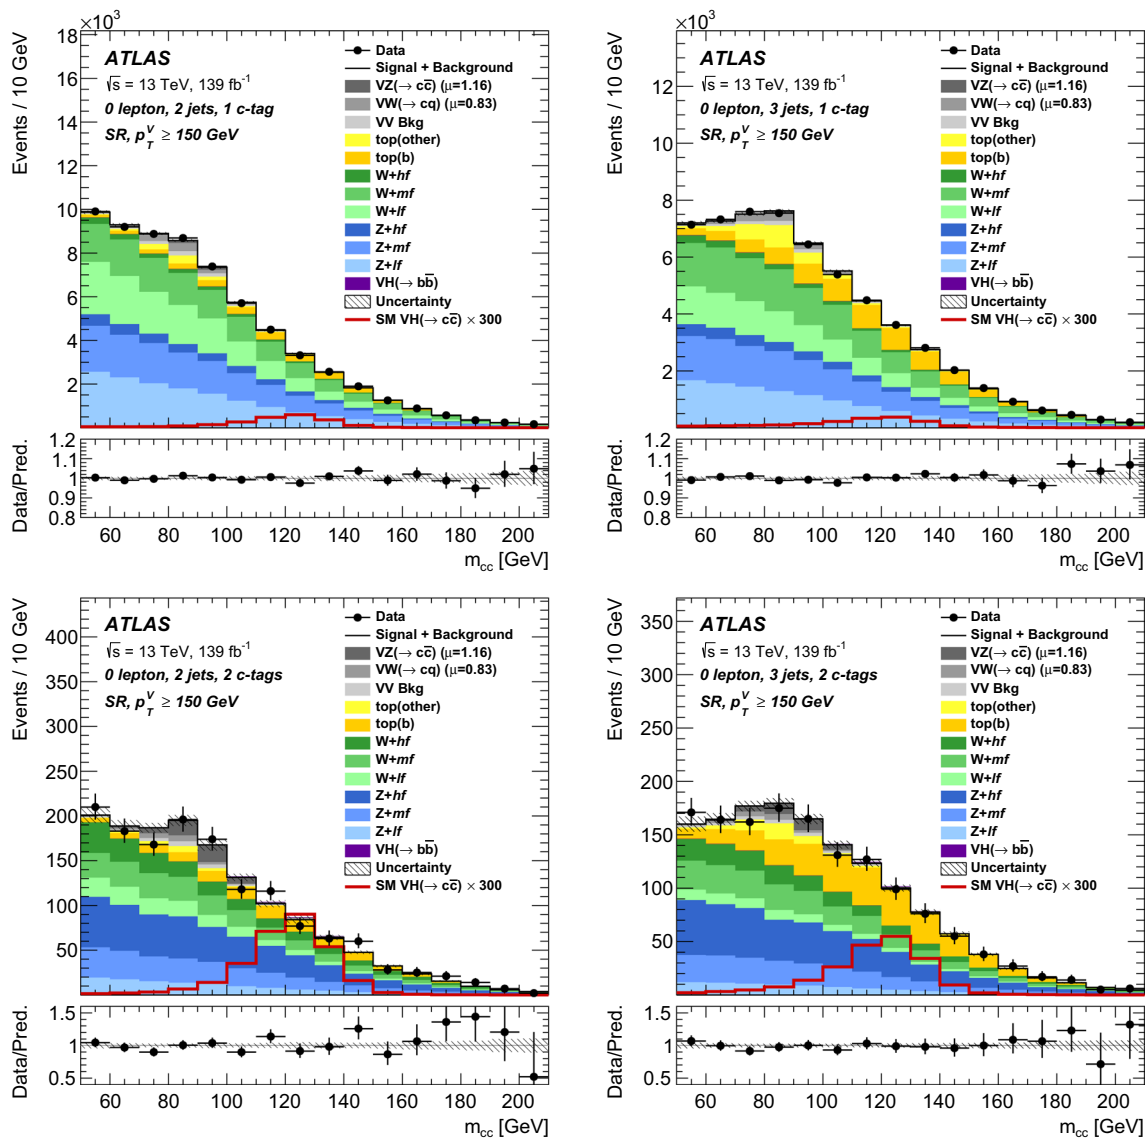 ×10³
Events / 10 GeV
18
16
14
12
10
8
6
4
2
ATLAS
√s = 13 TeV, 139 fb⁻¹
0 lepton, 2 jets, 1 c-tag
SR, p_T^V ≥ 150 GeV
Data
Signal + Background
VZ(→ cc̅) (μ=1.16)
VW(→ cq) (μ=0.83)
VV Bkg
top(other)
top(b)
W+hf
W+mf
W+lf
Z+hf
Z+mf
Z+lf
VH(→ bb̅)
Uncertainty
SM VH(→ cc̅) × 300
Data/Pred.
1.2
1.1
1.0
0.9
0.8
60 80 100 120 140 160 180 200
m_cc [GeV]
×10³
Events / 10 GeV
12
10
8
6
4
2
ATLAS
√s = 13 TeV, 139 fb⁻¹
0 lepton, 3 jets, 1 c-tag
SR, p_T^V ≥ 150 GeV
Data
Signal + Background
VZ(→ cc̅) (μ=1.16)
VW(→ cq) (μ=0.83)
VV Bkg
top(other)
top(b)
W+hf
W+mf
W+lf
Z+hf
Z+mf
Z+lf
VH(→ bb̅)
Uncertainty
SM VH(→ cc̅) × 300
Data/Pred.
1.2
1.1
1.0
0.9
0.8
60 80 100 120 140 160 180 200
m_cc [GeV]
Events / 10 GeV
400
350
300
250
200
150
100
50
ATLAS
√s = 13 TeV, 139 fb⁻¹
0 lepton, 2 jets, 2 c-tags
SR, p_T^V ≥ 150 GeV
Data
Signal + Background
VZ(→ cc̅) (μ=1.16)
VW(→ cq) (μ=0.83)
VV Bkg
top(other)
top(b)
W+hf
W+mf
W+lf
Z+hf
Z+mf
Z+lf
VH(→ bb̅)
Uncertainty
SM VH(→ cc̅) × 300
Data/Pred.
1.5
1
0.5
60 80 100 120 140 160 180 200
m_cc [GeV]
Events / 10 GeV
350
300
250
200
150
100
50
ATLAS
√s = 13 TeV, 139 fb⁻¹
0 lepton, 3 jets, 2 c-tags
SR, p_T^V ≥ 150 GeV
Data
Signal + Background
VZ(→ cc̅) (μ=1.16)
VW(→ cq) (μ=0.83)
VV Bkg
top(other)
top(b)
W+hf
W+mf
W+lf
Z+hf
Z+mf
Z+lf
VH(→ bb̅)
Uncertainty
SM VH(→ cc̅) × 300
Data/Pred.
1.5
1
0.5
60 80 100 120 140 160 180 200
m_cc [GeV]